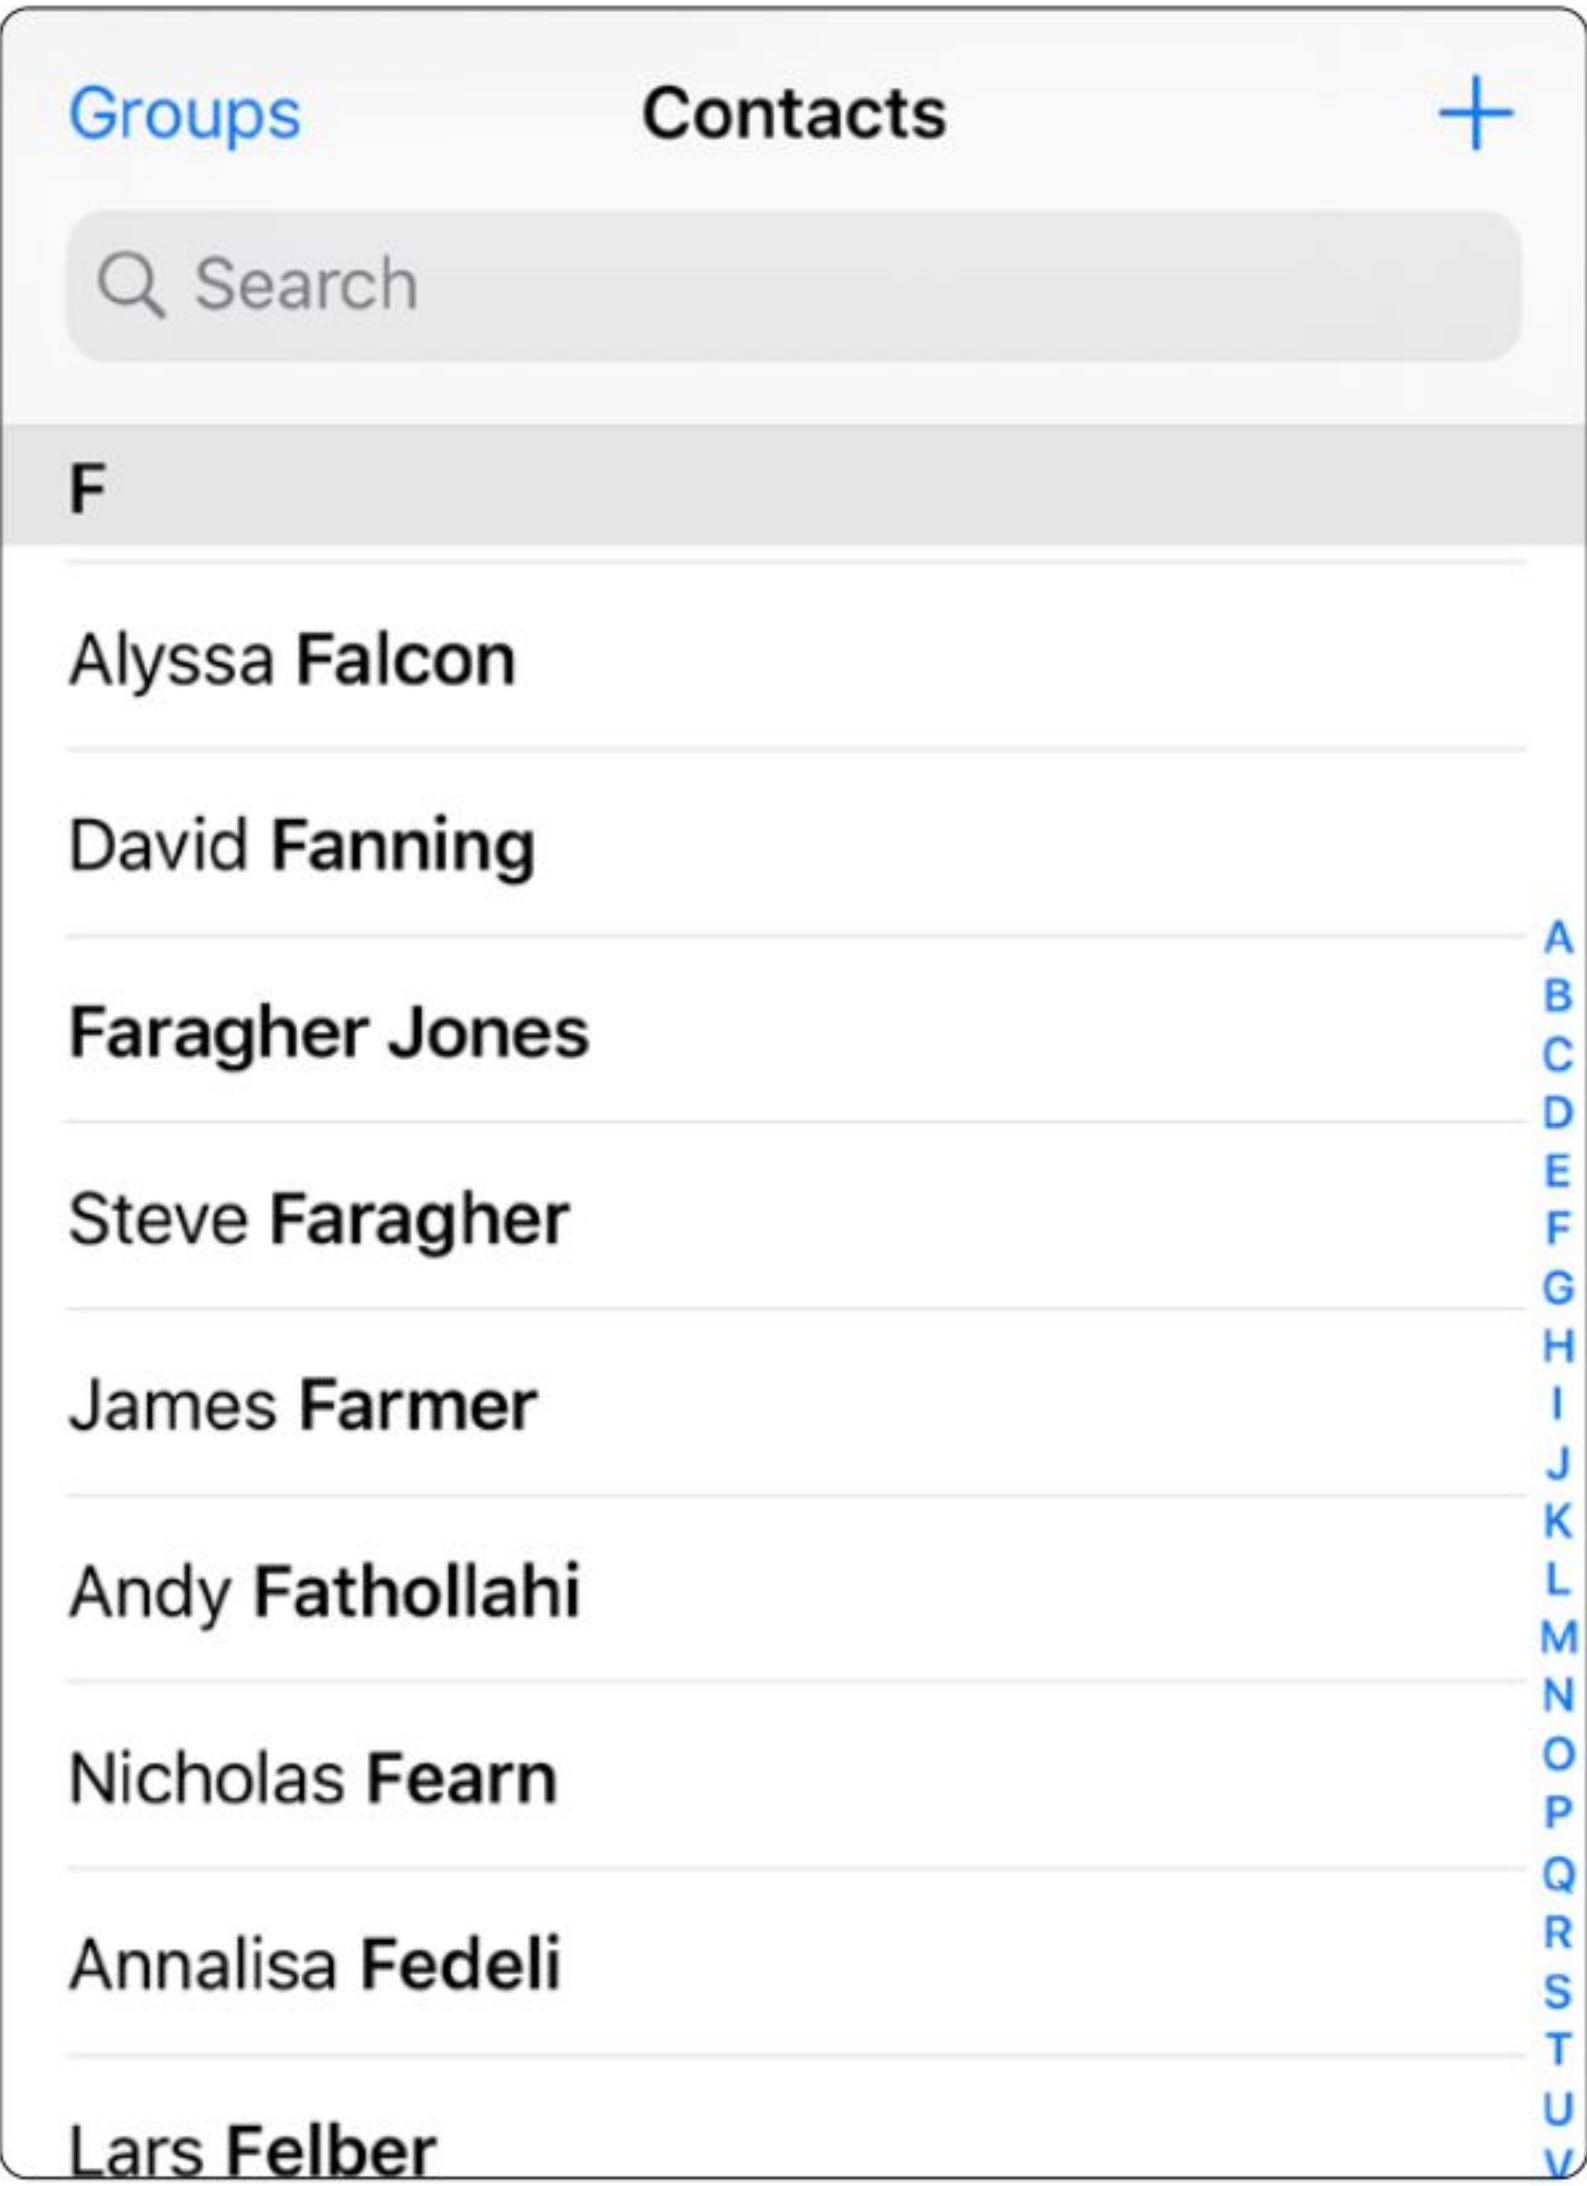 Groups Contacts +
Search
F
Alyssa Falcon
David Fanning
Faragher Jones
Steve Faragher
James Farmer
Andy Fathollahi
Nicholas Fearn
Annalisa Fedeli
Lars Felber
A
B
C
D
E
F
G
H
I
J
K
L
M
N
O
P
Q
R
S
T
U
V